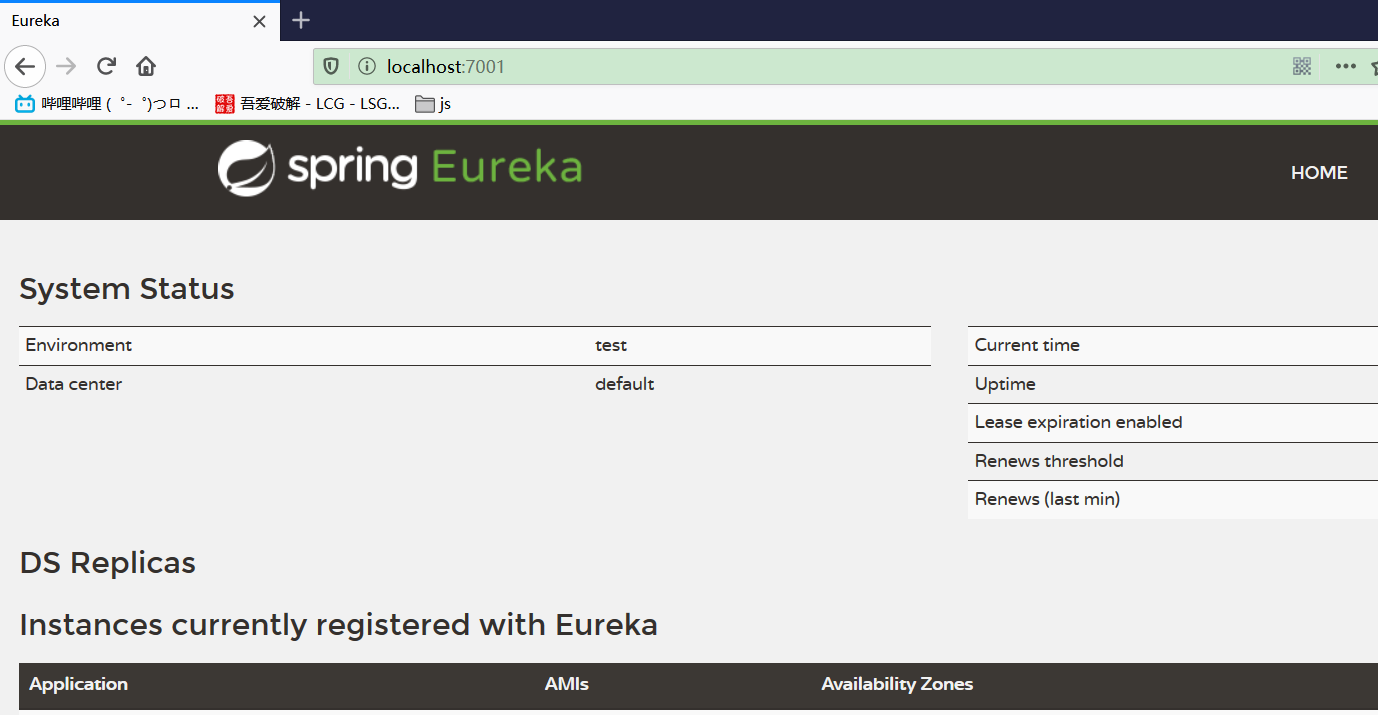 Eureka
localhost:7001
哔哩哔哩 ( ゜- ゜)つロ ... 吾爱破解 - LCG - LSG... js
spring Eureka
HOME
System Status
Environment test
Data center default
Current time
Uptime
Lease expiration enabled
Renews threshold
Renews (last min)
DS Replicas
Instances currently registered with Eureka
Application AMIs Availability Zones